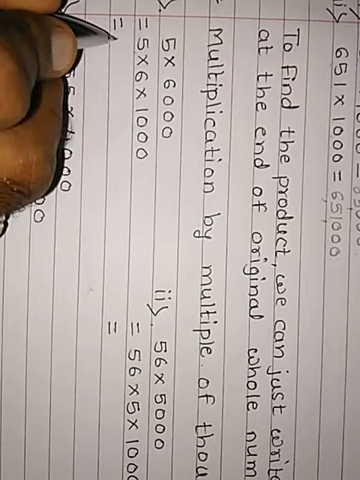 ii) 651 × 1000 = 651000
To find the product, we can just write
at the end of original whole num
Multiplication by multiple of thou
5 × 6000
= 5 × 6 × 1000
=
ii) 56 × 5000
= 56 × 5 × 1000
=